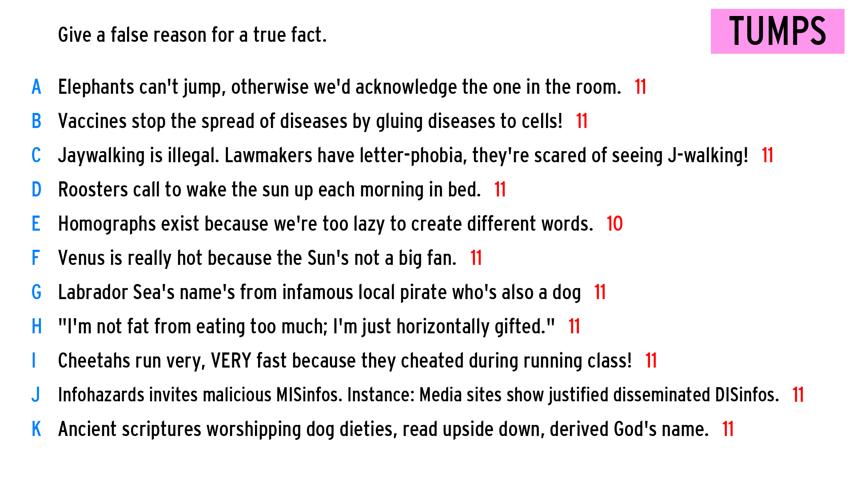 Give a false reason for a true fact.
TUMPS
A Elephants can't jump, otherwise we'd acknowledge the one in the room. 11
B Vaccines stop the spread of diseases by gluing diseases to cells! 11
C Jaywalking is illegal. Lawmakers have letter-phobia, they're scared of seeing J-walking! 11
D Roosters call to wake the sun up each morning in bed. 11
E Homographs exist because we're too lazy to create different words. 10
F Venus is really hot because the Sun's not a big fan. 11
G Labrador Sea's name's from infamous local pirate who's also a dog 11
H "I'm not fat from eating too much; I'm just horizontally gifted." 11
I Cheetahs run very, VERY fast because they cheated during running class! 11
J Infohazards invites malicious MISinfos. Instance: Media sites show justified disseminated DISinfos. 11
K Ancient scriptures worshipping dog dieties, read upside down, derived God's name. 11